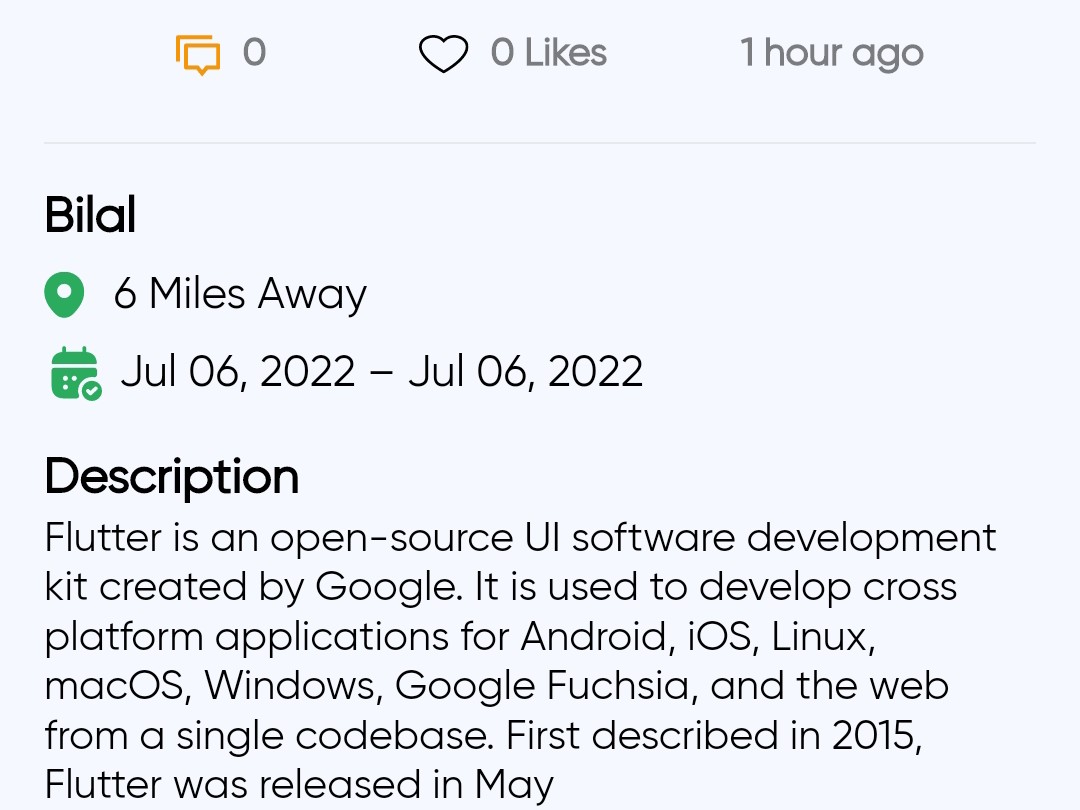 0 0 Likes 1 hour ago
Bilal
6 Miles Away
Jul 06, 2022 – Jul 06, 2022
Description
Flutter is an open-source UI software development
kit created by Google. It is used to develop cross
platform applications for Android, iOS, Linux,
macOS, Windows, Google Fuchsia, and the web
from a single codebase. First described in 2015,
Flutter was released in May